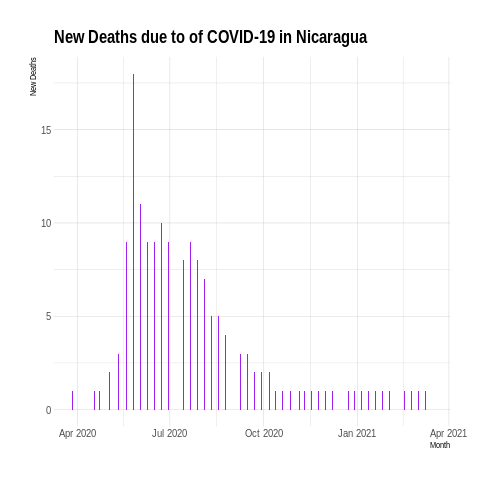 New Deaths due to of COVID-19 in Nicaragua
New Deaths
15
10
5
0
Apr 2020 Jul 2020 Oct 2020 Jan 2021 Apr 2021
Month